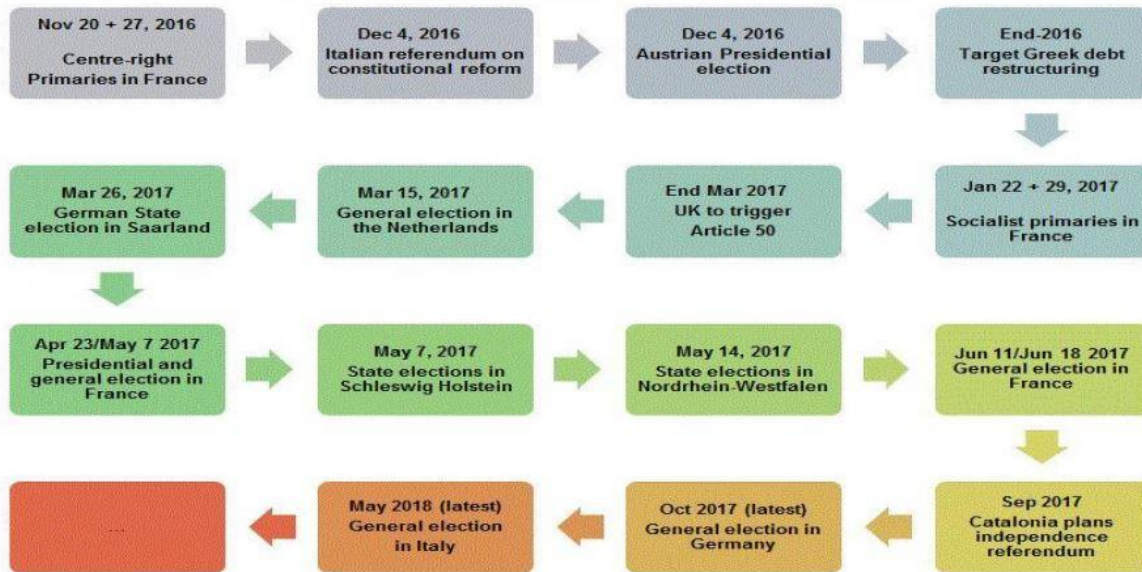 Nov 20 + 27, 2016
Centre-right
Primaries in France
Dec 4, 2016
Italian referendum on
constitutional reform
Dec 4, 2016
Austrian Presidential
election
End-2016
Target Greek debt
restructuring
Jan 22 + 29, 2017
Socialist primaries in
France
End Mar 2017
UK to trigger
Article 50
Mar 15, 2017
General election in
the Netherlands
Mar 26, 2017
German State
election in Saarland
Apr 23/May 7 2017
Presidential and
general election in
France
May 7, 2017
State elections in
Schleswig Holstein
May 14, 2017
State elections in
Nordrhein-Westfalen
Jun 11/Jun 18 2017
General election in
France
Sep 2017
Catalonia plans
independence
referendum
Oct 2017 (latest)
General election in
Germany
May 2018 (latest)
General election
in Italy
...